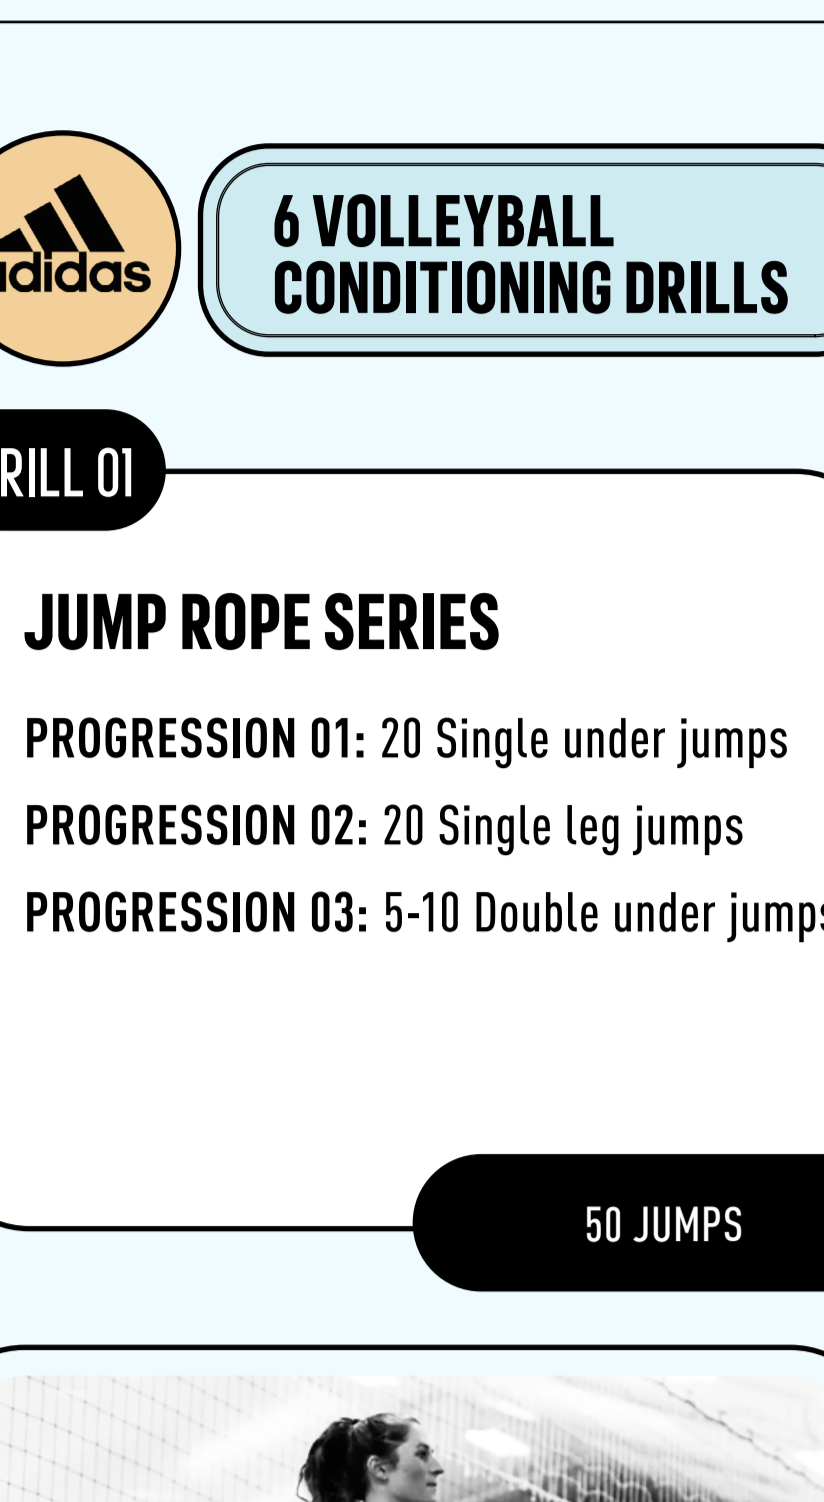 adidas
6 VOLLEYBALL
CONDITIONING DRILLS
RILL 01
JUMP ROPE SERIES
PROGRESSION 01: 20 Single under jumps
PROGRESSION 02: 20 Single leg jumps
PROGRESSION 03: 5-10 Double under jumps
50 JUMPS